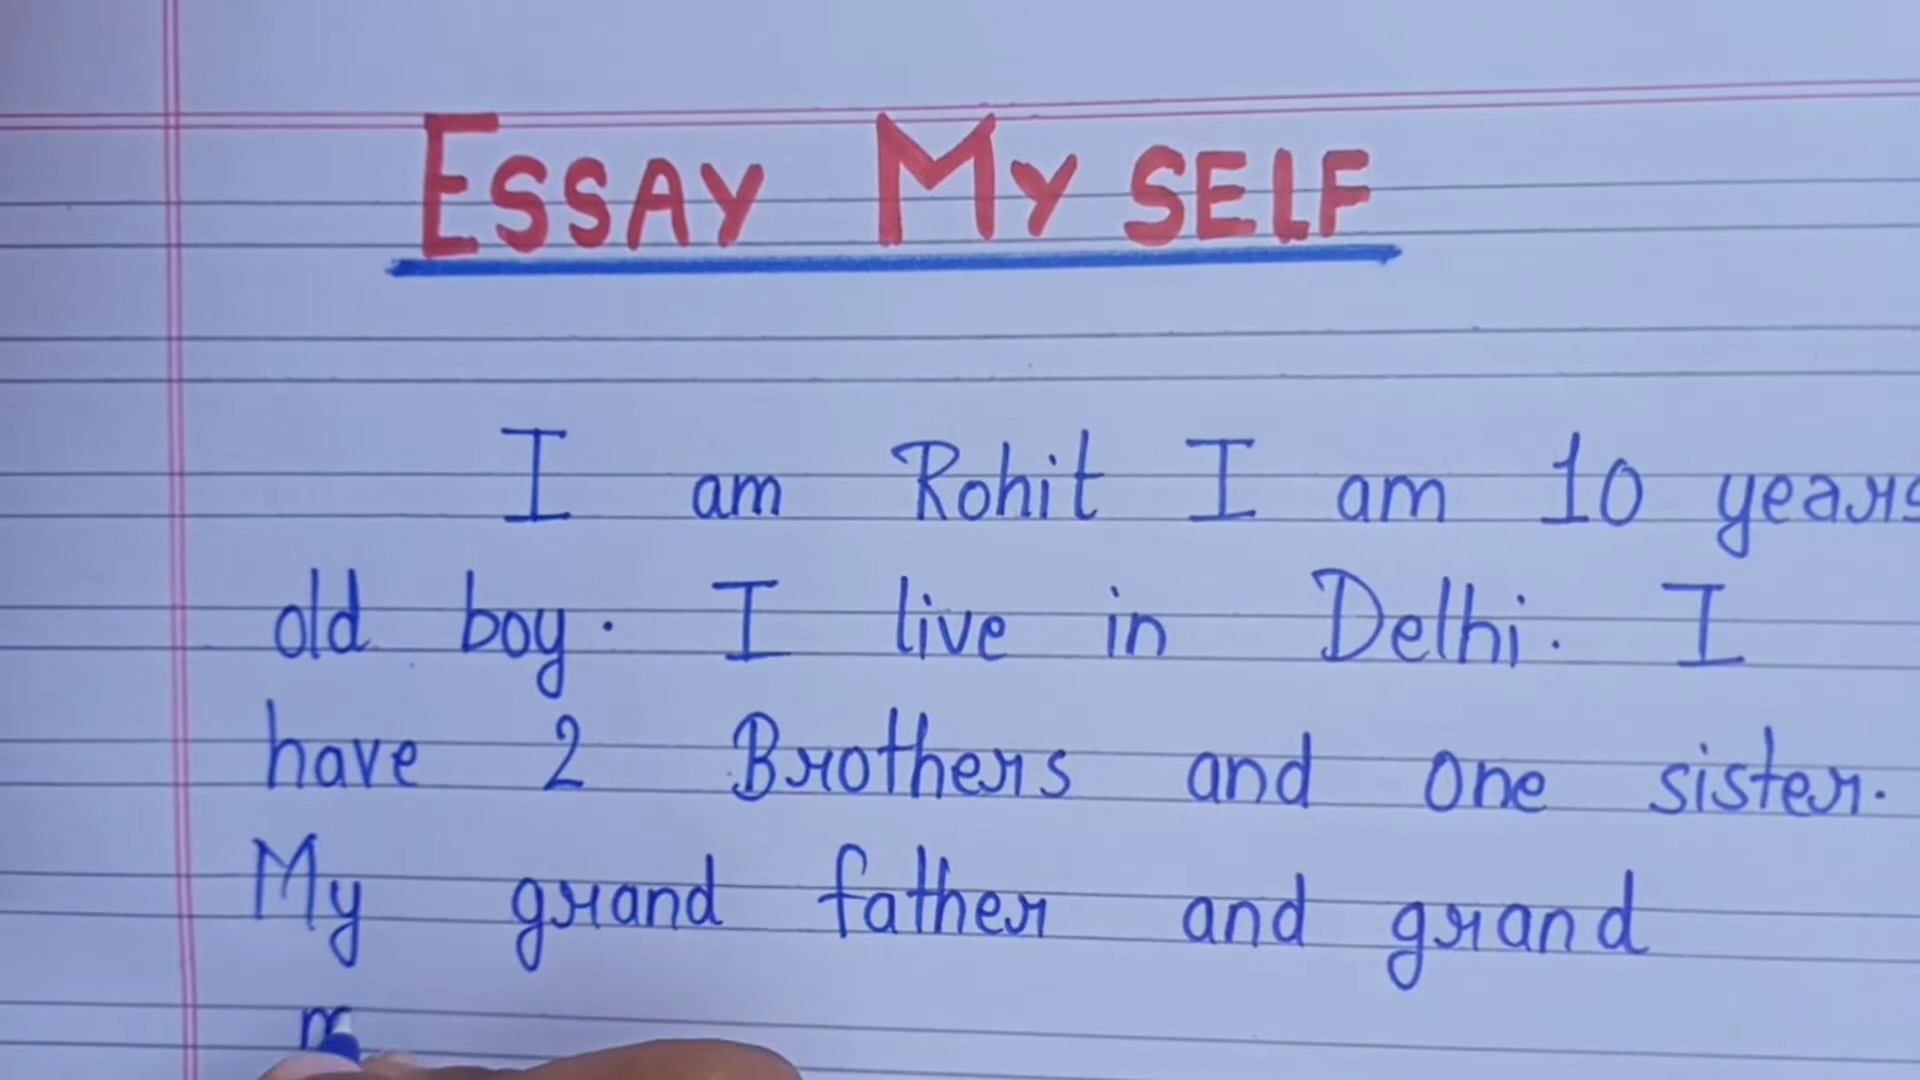 ESSAY MY SELF
I am Rohit I am 10 years
old boy. I live in Delhi. I
have 2 Brothers and one sister.
My grand father and grand
m